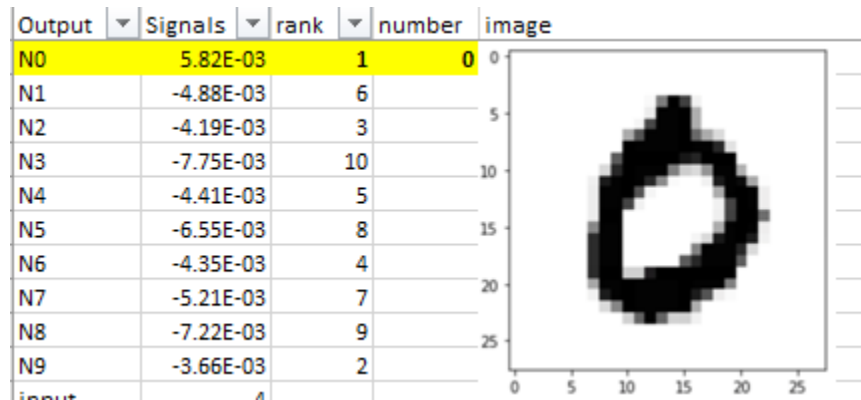 Output Signals rank number image
N0 5.82E-03 1 0
N1 -4.88E-03 6
N2 -4.19E-03 3
N3 -7.75E-03 10
N4 -4.41E-03 5
N5 -6.55E-03 8
N6 -4.35E-03 4
N7 -5.21E-03 7
N8 -7.22E-03 9
N9 -3.66E-03 2
input 4
0
5
10
15
20
25
0 5 10 15 20 25